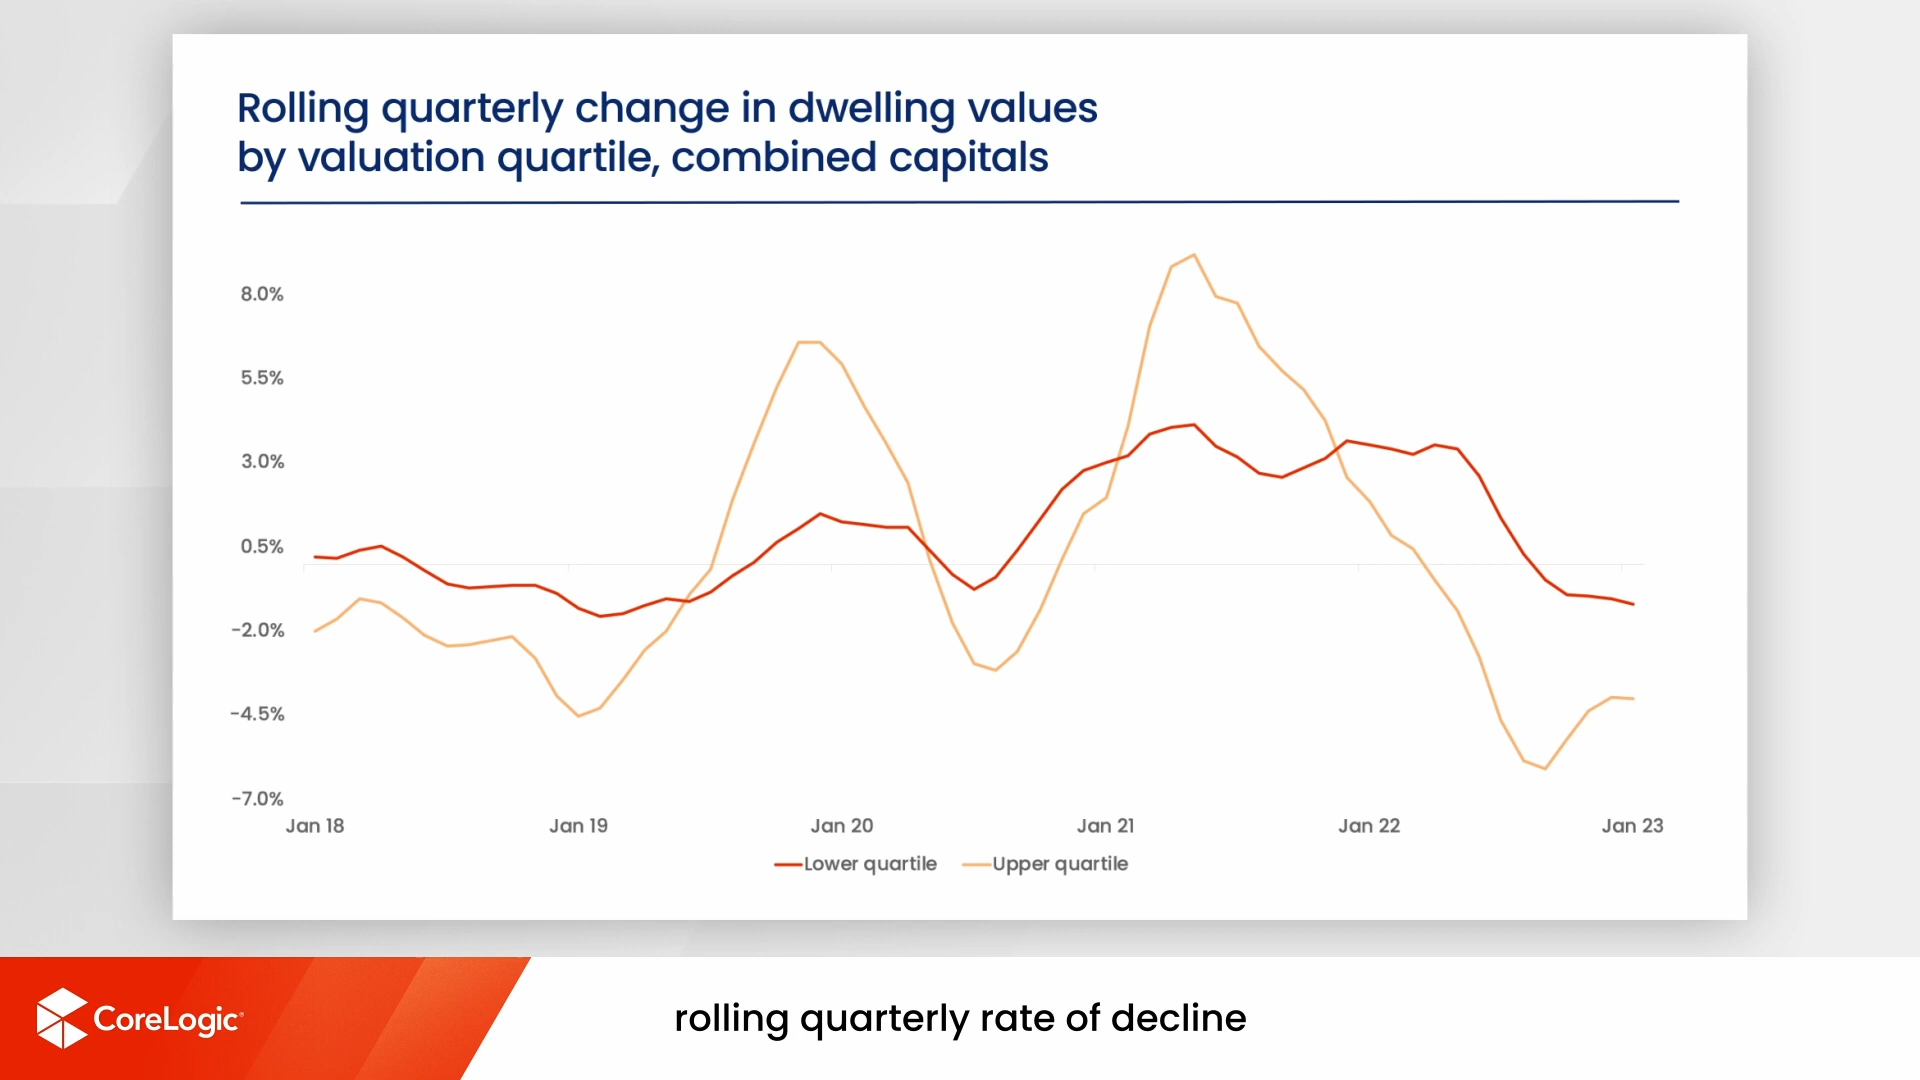 Rolling quarterly change in dwelling values
by valuation quartile, combined capitals
8.0%
5.5%
3.0%
0.5%
-2.0%
-4.5%
-7.0%
Jan 18 Jan 19 Jan 20 Jan 21 Jan 22 Jan 23
Lower quartile Upper quartile
CoreLogic
rolling quarterly rate of decline